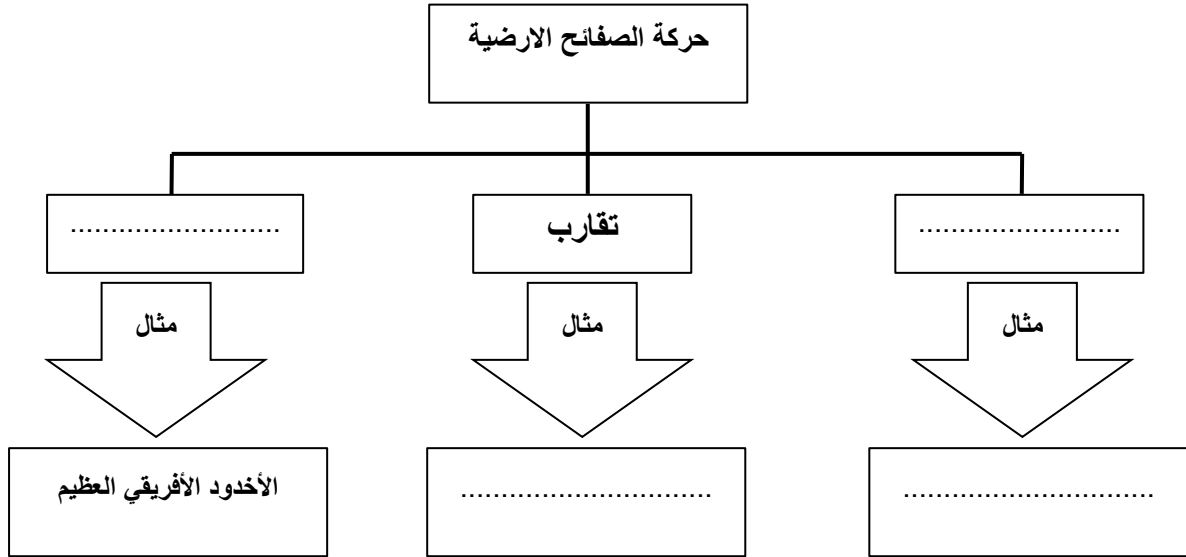 حركة الصفائح الارضية
........................
تقارب
.........................
مثال
مثال
مثال
..............................
..............................
الأخدود الأفريقي العظيم